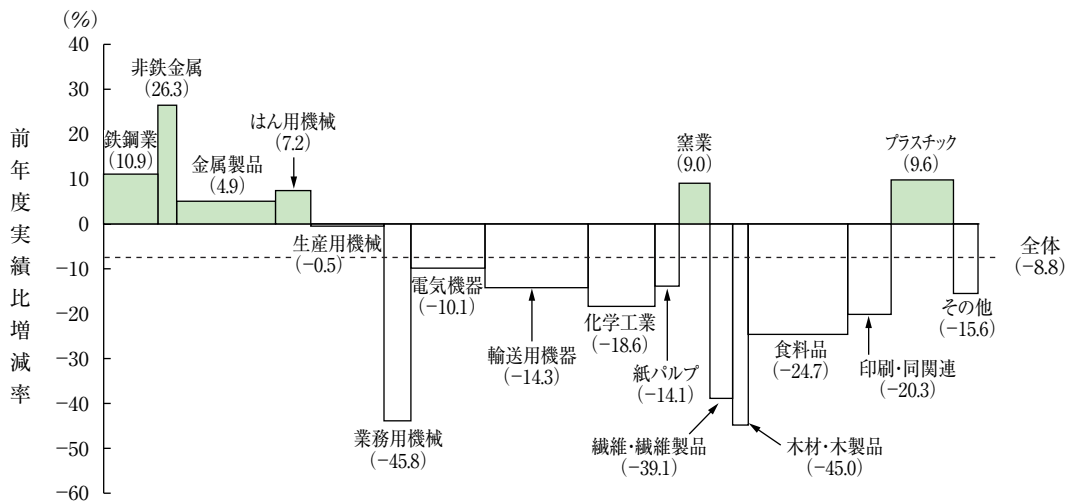 (%)
40
30
20
10
0
-10
-20
-30
-40
-50
-60
前年度実績比増減率
鉄鋼業
(10.9)
非鉄金属
(26.3)
金属製品
(4.9)
はん用機械
(7.2)
生産用機械
(-0.5)
業務用機械
(-45.8)
電気機器
(-10.1)
輸送用機器
(-14.3)
化学工業
(-18.6)
紙パルプ
(-14.1)
窯業
(9.0)
繊維・繊維製品
(-39.1)
木材・木製品
(-45.0)
食料品
(-24.7)
印刷・同関連
(-20.3)
プラスチック
(9.6)
その他
(-15.6)
全体
(-8.8)